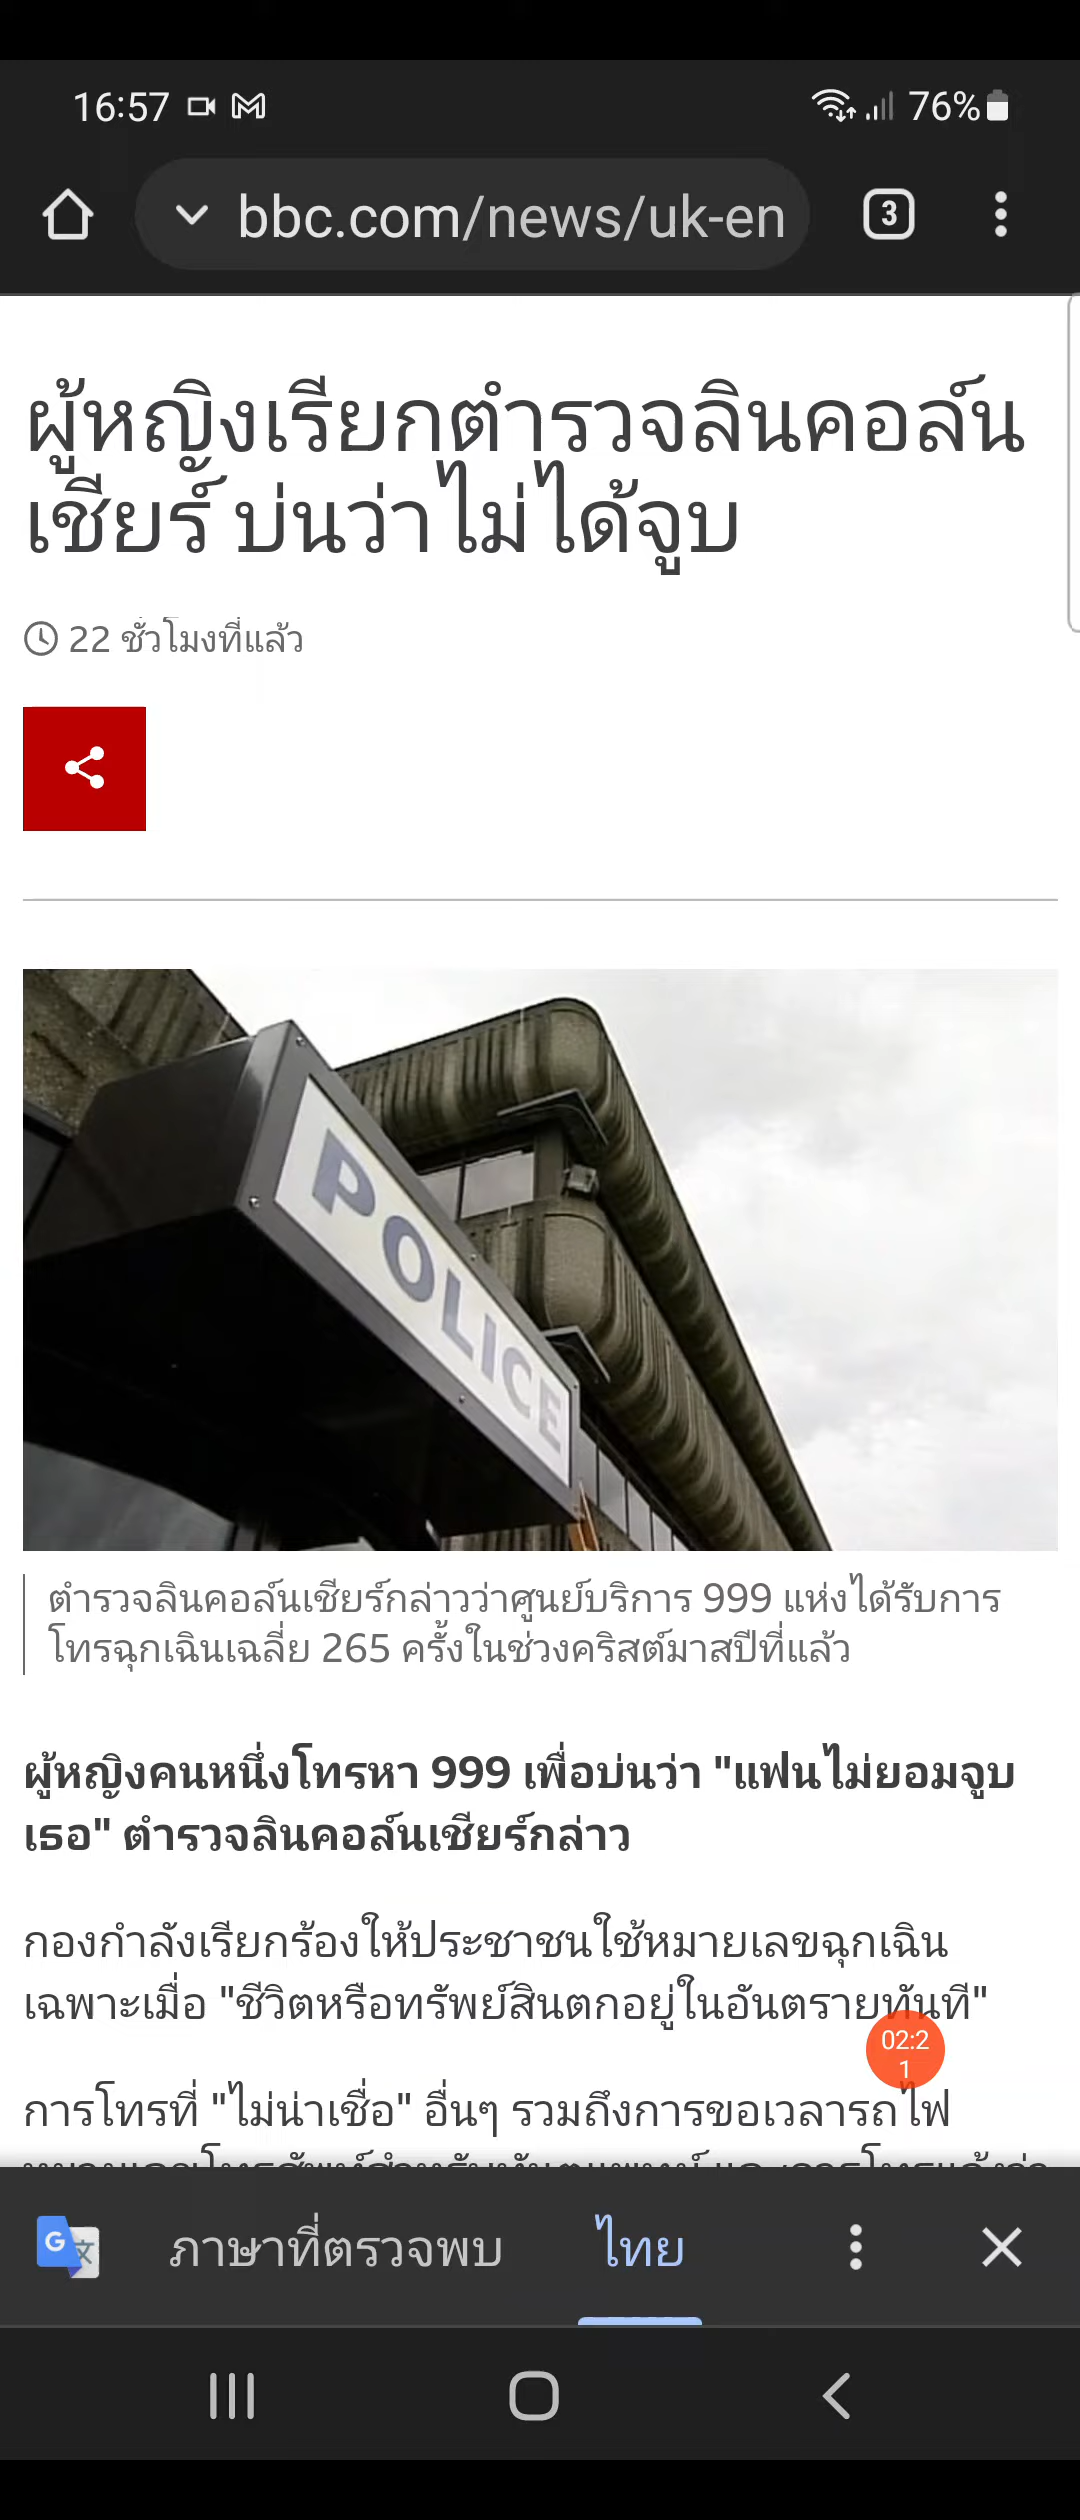 16:57
76%
bbc.com/news/uk-en
3
ผู้หญิงเรียกตำรวจลินคอล์น
เชียร์ บ่นว่าไม่ได้จูบ
22 ชั่วโมงที่แล้ว
POLICE
ตำรวจลินคอล์นเชียร์กล่าวว่าศูนย์บริการ 999 แห่งได้รับการ
โทรฉุกเฉินเฉลี่ย 265 ครั้งในช่วงคริสต์มาสปีที่แล้ว
ผู้หญิงคนหนึ่งโทรหา 999 เพื่อบ่นว่า "แฟนไม่ยอมจูบ
เธอ" ตำรวจลินคอล์นเชียร์กล่าว
กองกำลังเรียกร้องให้ประชาชนใช้หมายเลขฉุกเฉิน
เฉพาะเมื่อ "ชีวิตหรือทรัพย์สินตกอยู่ในอันตรายทันที"
02:2
1
การโทรที่ "ไม่น่าเชื่อ" อื่นๆ รวมถึงการขอเวลารถไฟ
G 文
ภาษาที่ตรวจพบ
ไทย